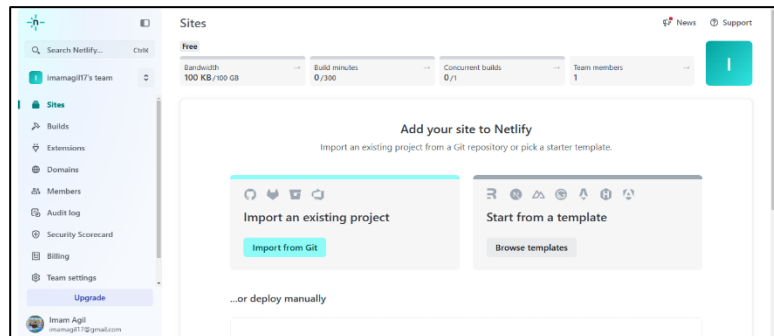 n
Search Netlify... Ctrl+K
I imamagil17's team
Sites
Builds
Extensions
Domains
Members
Audit log
Security Scorecard
Billing
Team settings
Upgrade
Imam Agil
imamagil17@gmail.com
Sites
News
Support
Free
Bandwidth
100 KB/100 GB
Build minutes
0/300
Concurrent builds
0/1
Team members
1
I
Add your site to Netlify
Import an existing project from a Git repository or pick a starter template.
Import an existing project
Import from Git
Start from a template
Browse templates
...or deploy manually